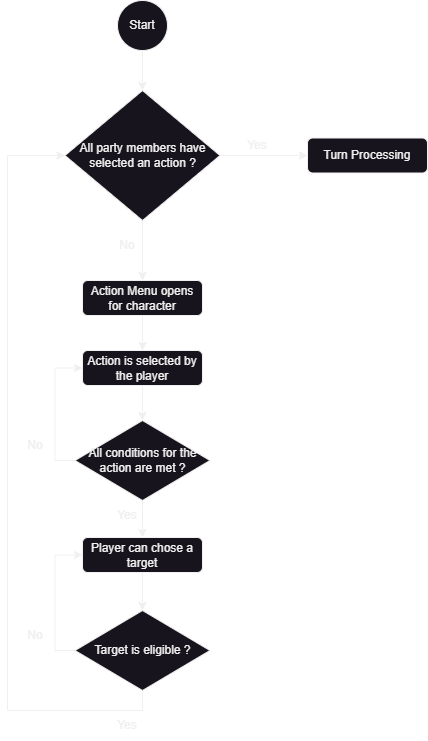 Start
All party members have
selected an action ?
Yes
Turn Processing
No
Action Menu opens
for character
Action is selected by
the player
No
All conditions for the
action are met ?
Yes
Player can chose a
target
No
Target is eligible ?
Yes